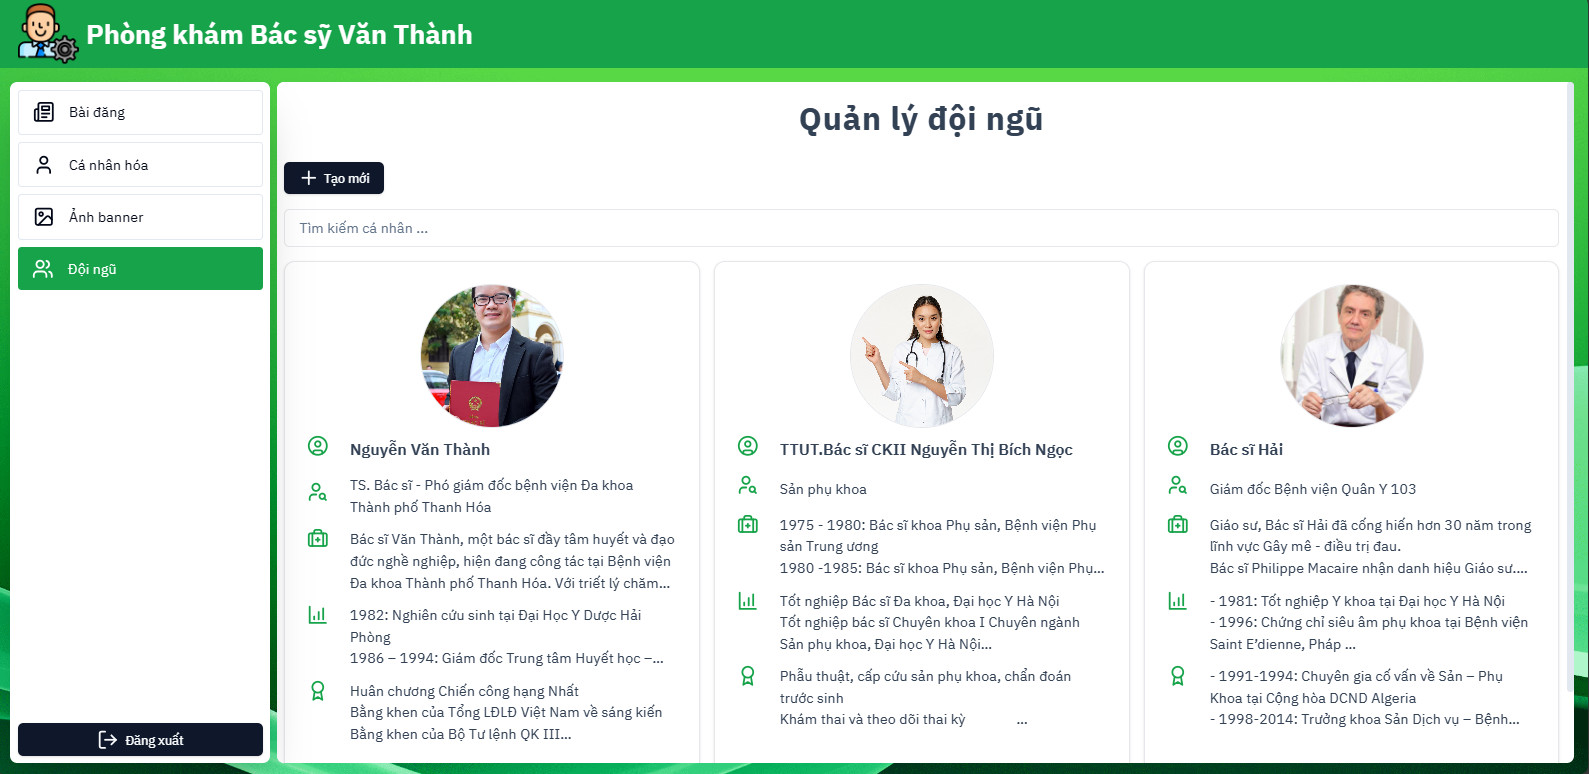 Phòng khám Bác sỹ Văn Thành
Bài đăng
Cá nhân hóa
Ảnh banner
Đội ngũ
Đăng xuất
Quản lý đội ngũ
Tạo mới
Tìm kiếm cá nhân ...
Nguyễn Văn Thành
TS. Bác sĩ - Phó giám đốc bệnh viện Đa khoa
Thành phố Thanh Hóa
Bác sĩ Văn Thành, một bác sĩ đầy tâm huyết và đạo
đức nghề nghiệp, hiện đang công tác tại Bệnh viện
Đa khoa Thành phố Thanh Hóa. Với triết lý chăm...
1982: Nghiên cứu sinh tại Đại Học Y Dược Hải
Phòng
1986 – 1994: Giám đốc Trung tâm Huyết học –...
Huân chương Chiến công hạng Nhất
Bằng khen của Tổng LĐLĐ Việt Nam về sáng kiến
Bằng khen của Bộ Tư lệnh QK III...
TTUT.Bác sĩ CKII Nguyễn Thị Bích Ngọc
Sản phụ khoa
1975 - 1980: Bác sĩ khoa Phụ sản, Bệnh viện Phụ
sản Trung ương
1980 -1985: Bác sĩ khoa Phụ sản, Bệnh viện Phụ...
Tốt nghiệp Bác sĩ Đa khoa, Đại học Y Hà Nội
Tốt nghiệp bác sĩ Chuyên khoa I Chuyên ngành
Sản phụ khoa, Đại học Y Hà Nội...
Phẫu thuật, cấp cứu sản phụ khoa, chẩn đoán
trước sinh
Khám thai và theo dõi thai kỳ ...
Bác sĩ Hải
Giám đốc Bệnh viện Quân Y 103
Giáo sư, Bác sĩ Hải đã cống hiến hơn 30 năm trong
lĩnh vực Gây mê - điều trị đau.
Bác sĩ Philippe Macaire nhận danh hiệu Giáo sư....
- 1981: Tốt nghiệp Y khoa tại Đại học Y Hà Nội
- 1996: Chứng chỉ siêu âm phụ khoa tại Bệnh viện
Saint E’dienne, Pháp ...
- 1991-1994: Chuyên gia cố vấn về Sản – Phụ
Khoa tại Cộng hòa DCND Algeria
- 1998-2014: Trưởng khoa Sản Dịch vụ – Bệnh...